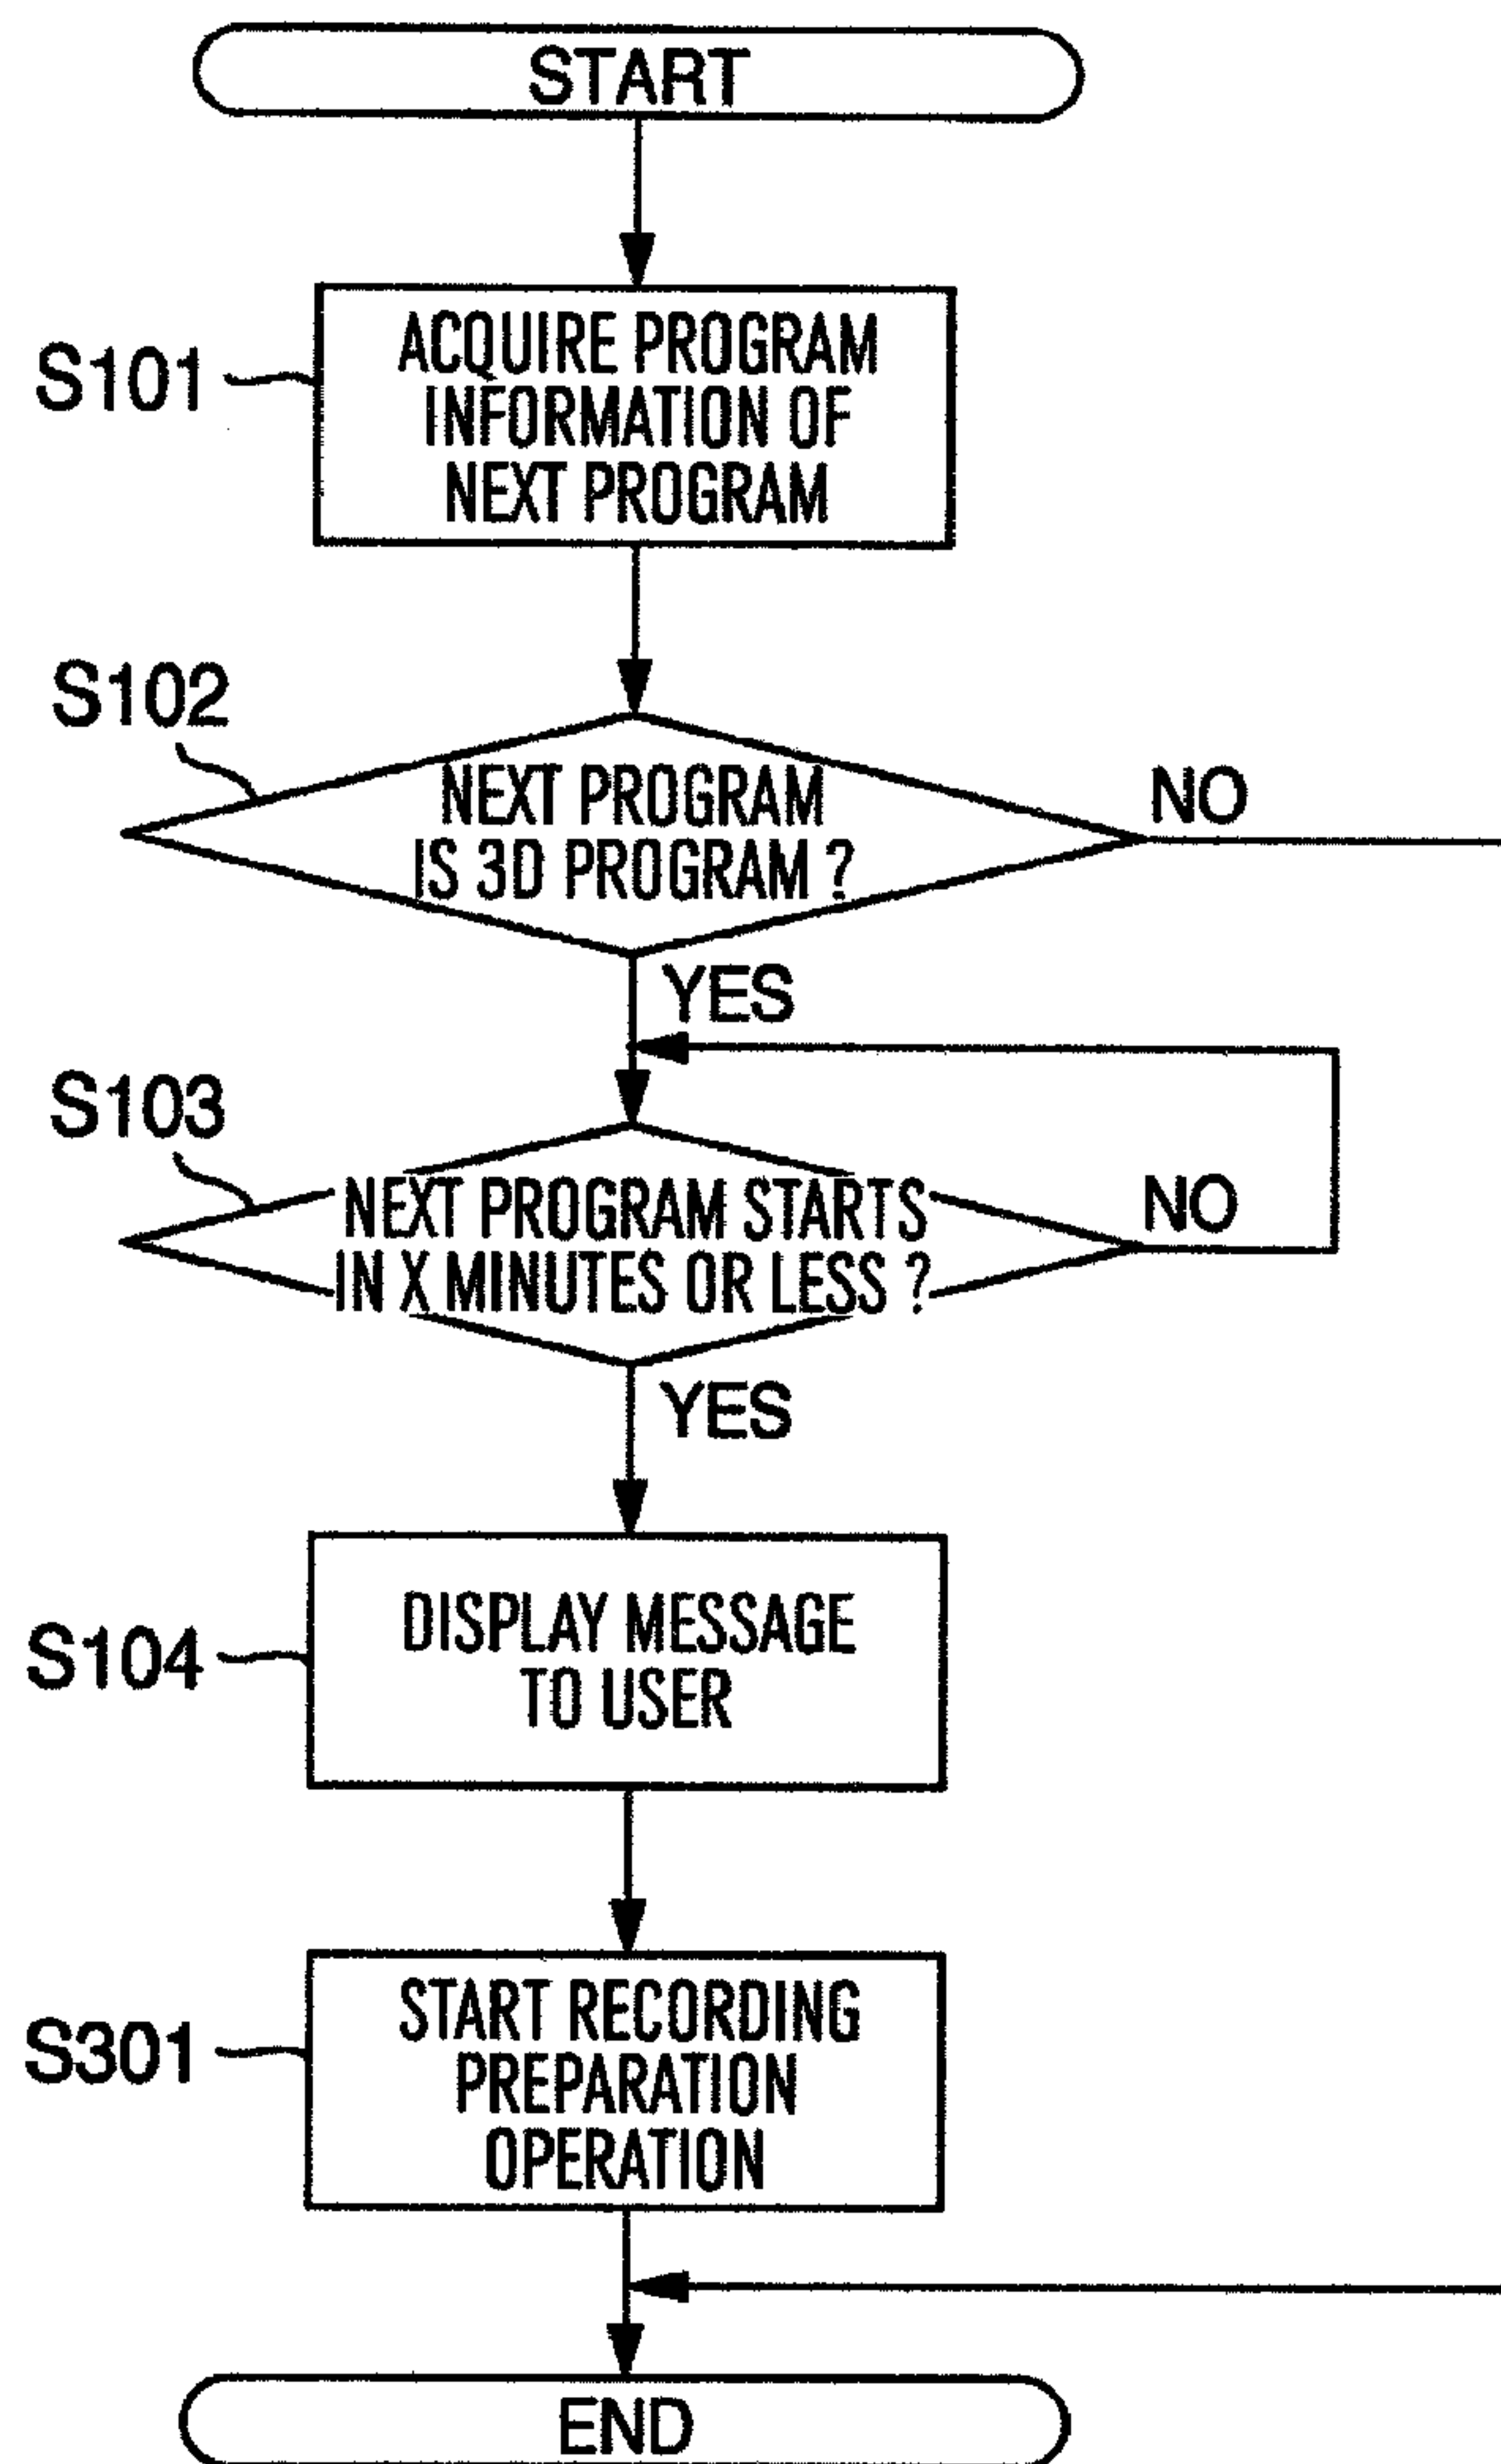 START
S101
ACQUIRE PROGRAM
INFORMATION OF
NEXT PROGRAM
S102
NEXT PROGRAM
IS 3D PROGRAM ?
NO
YES
S103
NEXT PROGRAM STARTS
IN X MINUTES OR LESS ?
NO
YES
S104
DISPLAY MESSAGE
TO USER
S301
START RECORDING
PREPARATION
OPERATION
END